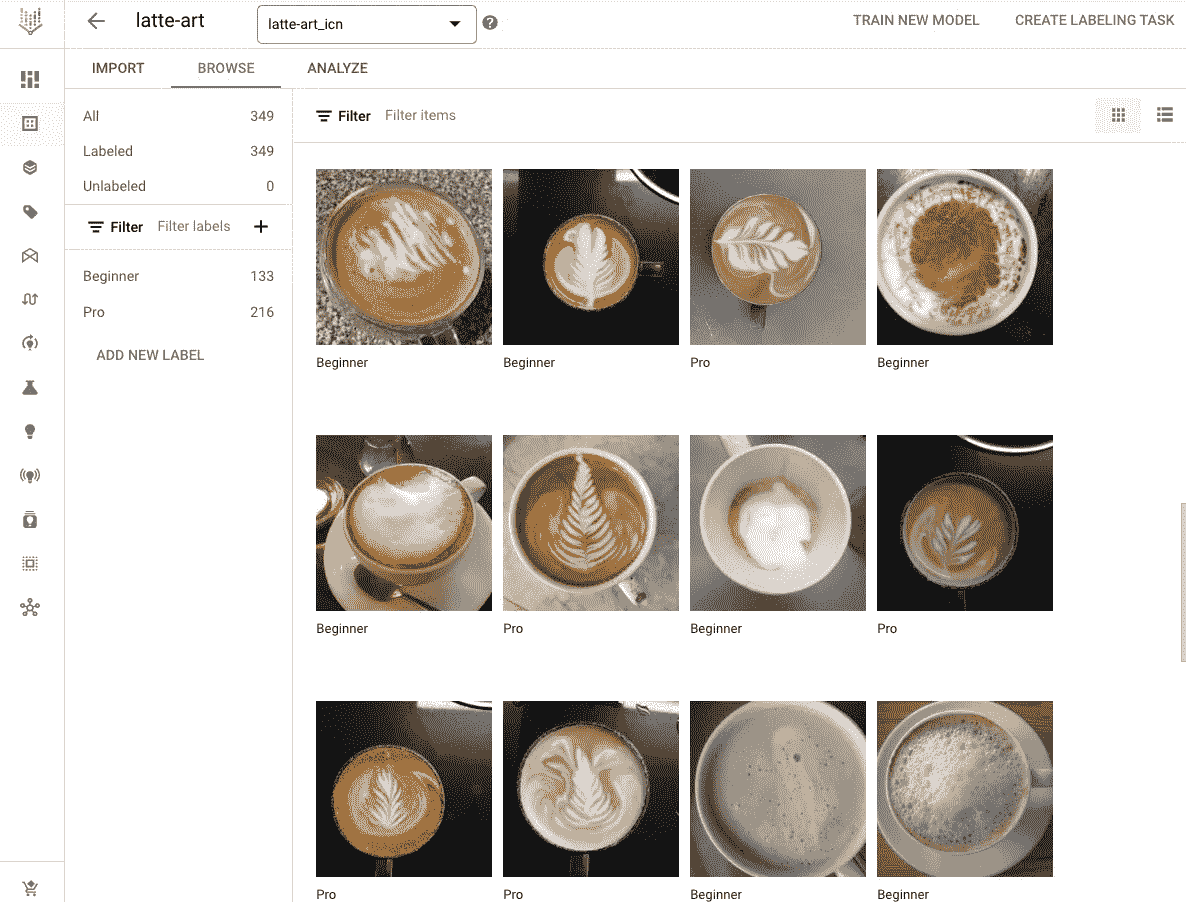 latte-art
latte-art_icn
TRAIN NEW MODEL
CREATE LABELING TASK
IMPORT
BROWSE
ANALYZE
All 349
Labeled 349
Unlabeled 0
Filter Filter labels
Beginner 133
Pro 216
ADD NEW LABEL
Filter Filter items
Beginner Beginner Pro Beginner
Beginner Pro Beginner Pro
Pro Pro Beginner Beginner